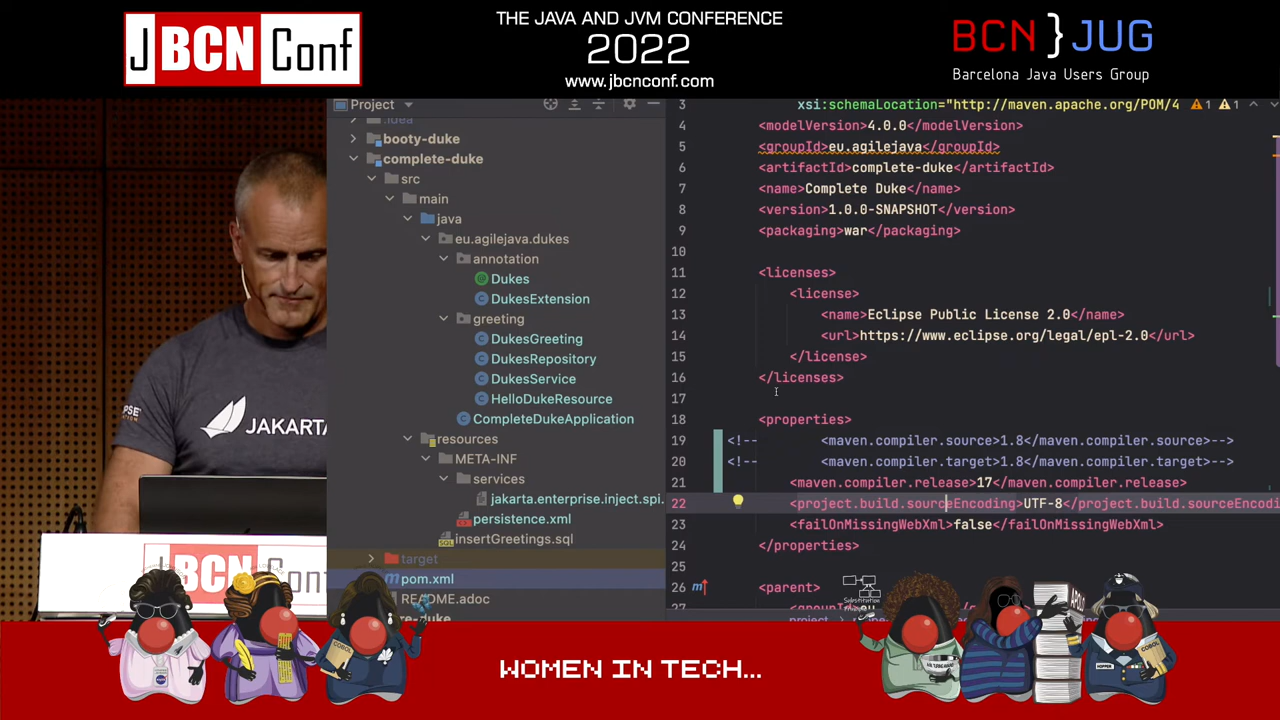 JBCNConf
THE JAVA AND JVM CONFERENCE
2022
www.jbcnconf.com
BCN}JUG
Barcelona Java Users Group
Project
.idea
booty-duke
complete-duke
src
main
java
eu.agilejava.dukes
annotation
Dukes
DukesExtension
greeting
DukesGreeting
DukesRepository
DukesService
HelloDukeResource
CompleteDukeApplication
resources
META-INF
services
jakarta.enterprise.inject.spi.
persistence.xml
insertGreetings.sql
target
pom.xml
README.adoc
3 xsi:schemaLocation="http://maven.apache.org/POM/4 1 1
4 <modelVersion>4.0.0</modelVersion>
5 <groupId>eu.agilejava</groupId>
6 <artifactId>complete-duke</artifactId>
7 <name>Complete Duke</name>
8 <version>1.0.0-SNAPSHOT</version>
9 <packaging>war</packaging>
10
11 <licenses>
12 <license>
13 <name>Eclipse Public License 2.0</name>
14 <url>https://www.eclipse.org/legal/epl-2.0</url>
15 </license>
16 </licenses>
17
18 <properties>
19 <!-- <maven.compiler.source>1.8</maven.compiler.source>-->
20 <!-- <maven.compiler.target>1.8</maven.compiler.target>-->
21 <maven.compiler.release>17</maven.compiler.release>
22 <project.build.sourceEncoding>UTF-8</project.build.sourceEncodi
23 <failOnMissingWebXml>false</failOnMissingWebXml>
24 </properties>
25
26 <parent>
27
JAKARTA
JBCN
COBOL
APOLO
HOPPER
COBOL
WOMEN IN TECH...